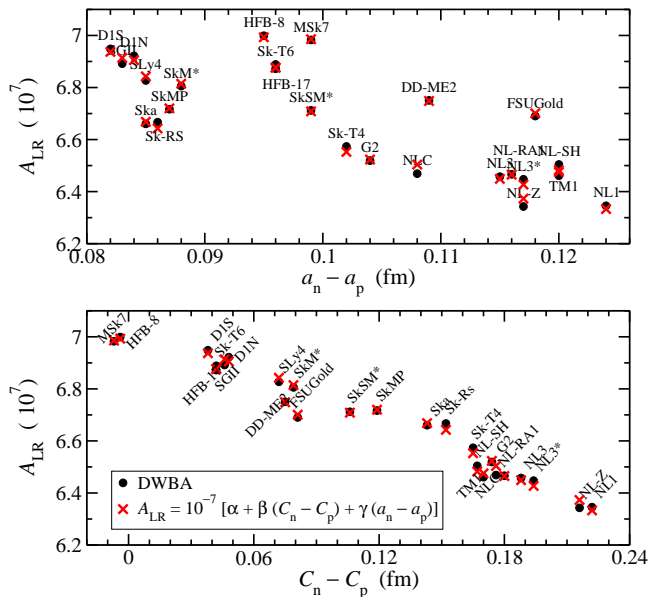 D1S
D1N
SGII
SLy4
SkM*
SkMP
Ska
Sk-RS
HFB-8
MSk7
Sk-T6
HFB-17
SkSM*
Sk-T4
G2
NLC
DD-ME2
FSUGold
NL-RA1
NL-SH
NL3
NL3*
TM1
NL-Z
NL1
7
6.8
6.6
6.4
6.2
A_LR (10^7)
0.08 0.09 0.1 0.11 0.12
a_n − a_p (fm)
MSk7
HFB-8
D1S
Sk-T6
D1N
HFB-17
SGII
SLy4
SkM*
DD-ME2
FSUGold
SkSM*
SkMP
Ska
Sk-Rs
Sk-T4
NL-SH
G2
NL-RA1
TM1
NLC
NL3
NL3*
NL-Z
NL1
7
6.8
6.6
6.4
6.2
A_LR (10^7)
DWBA
A_LR = 10^-7 [α + β (C_n − C_p) + γ (a_n − a_p)]
0 0.06 0.12 0.18 0.24
C_n − C_p (fm)